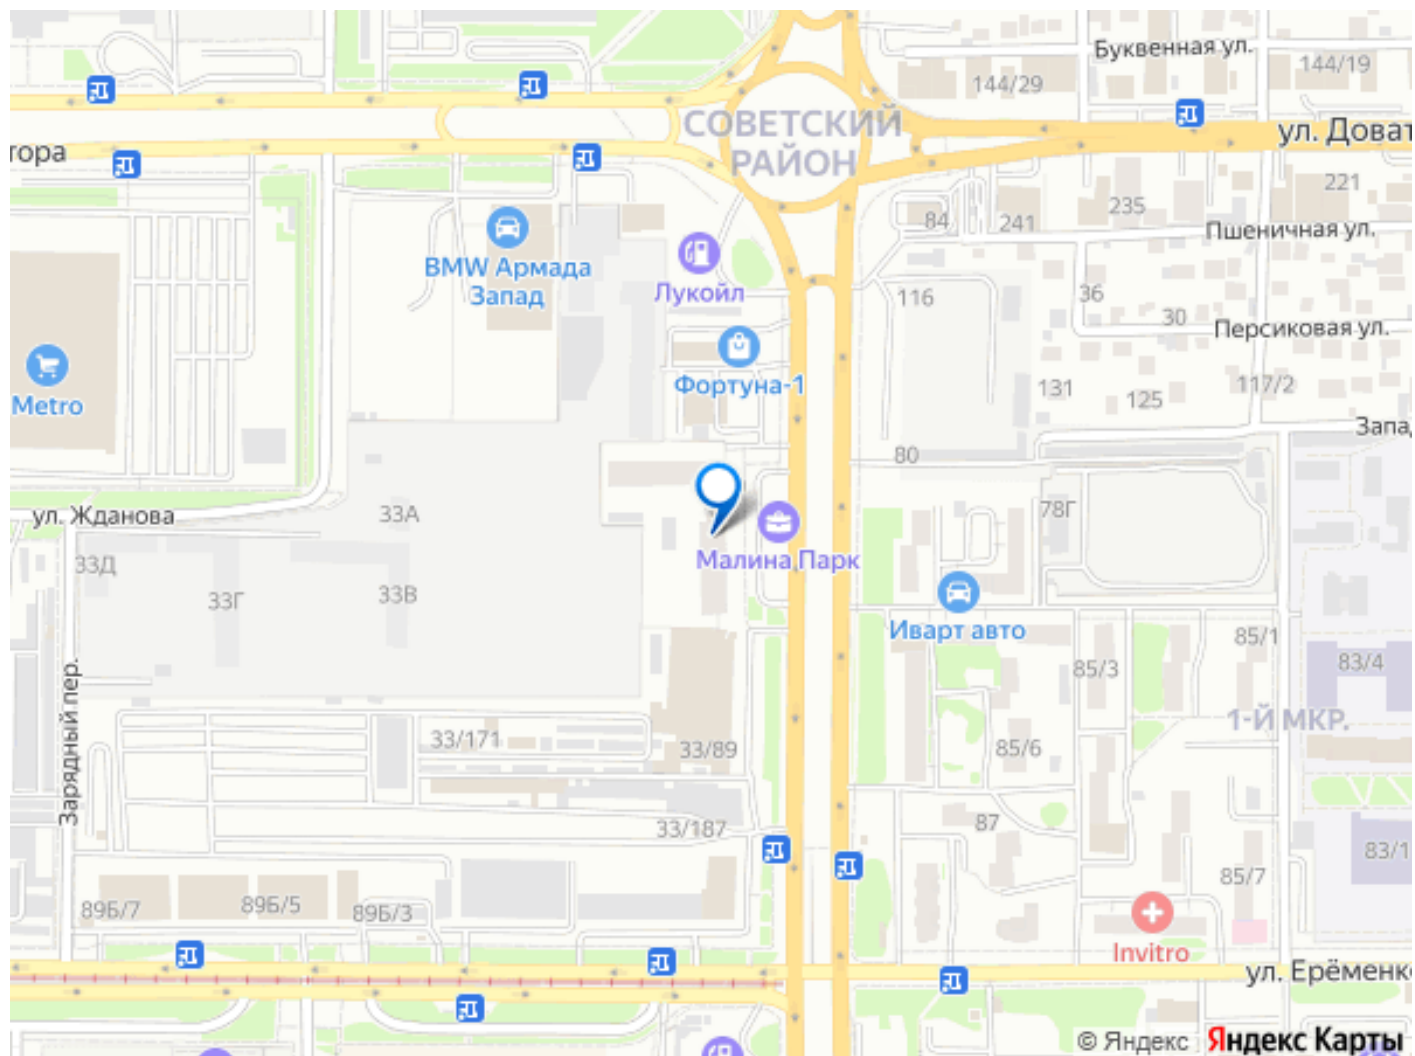 Буквенная ул.
144/19
144/29
СОВЕТСКИЙ
РАЙОН
ул. Доват
тора
221
235
84
241
Пшеничная ул.
BMW Армада
Запад
Лукойл
116
36
30
Персиковая ул.
Фортуна-1
Metro
131
125
117/2
Запад
80
ул. Жданова
33А
78Г
33Д
Малина Парк
33Г
33В
Иварт авто
85/1
85/3
83/4
Зарядный пер.
1-Й МКР.
33/171
33/89
85/6
33/187
87
83/1
85/7
89Б/7
89Б/5
89Б/3
Invitro
ул. Ерёменко
© Яндекс
Яндекс Карты